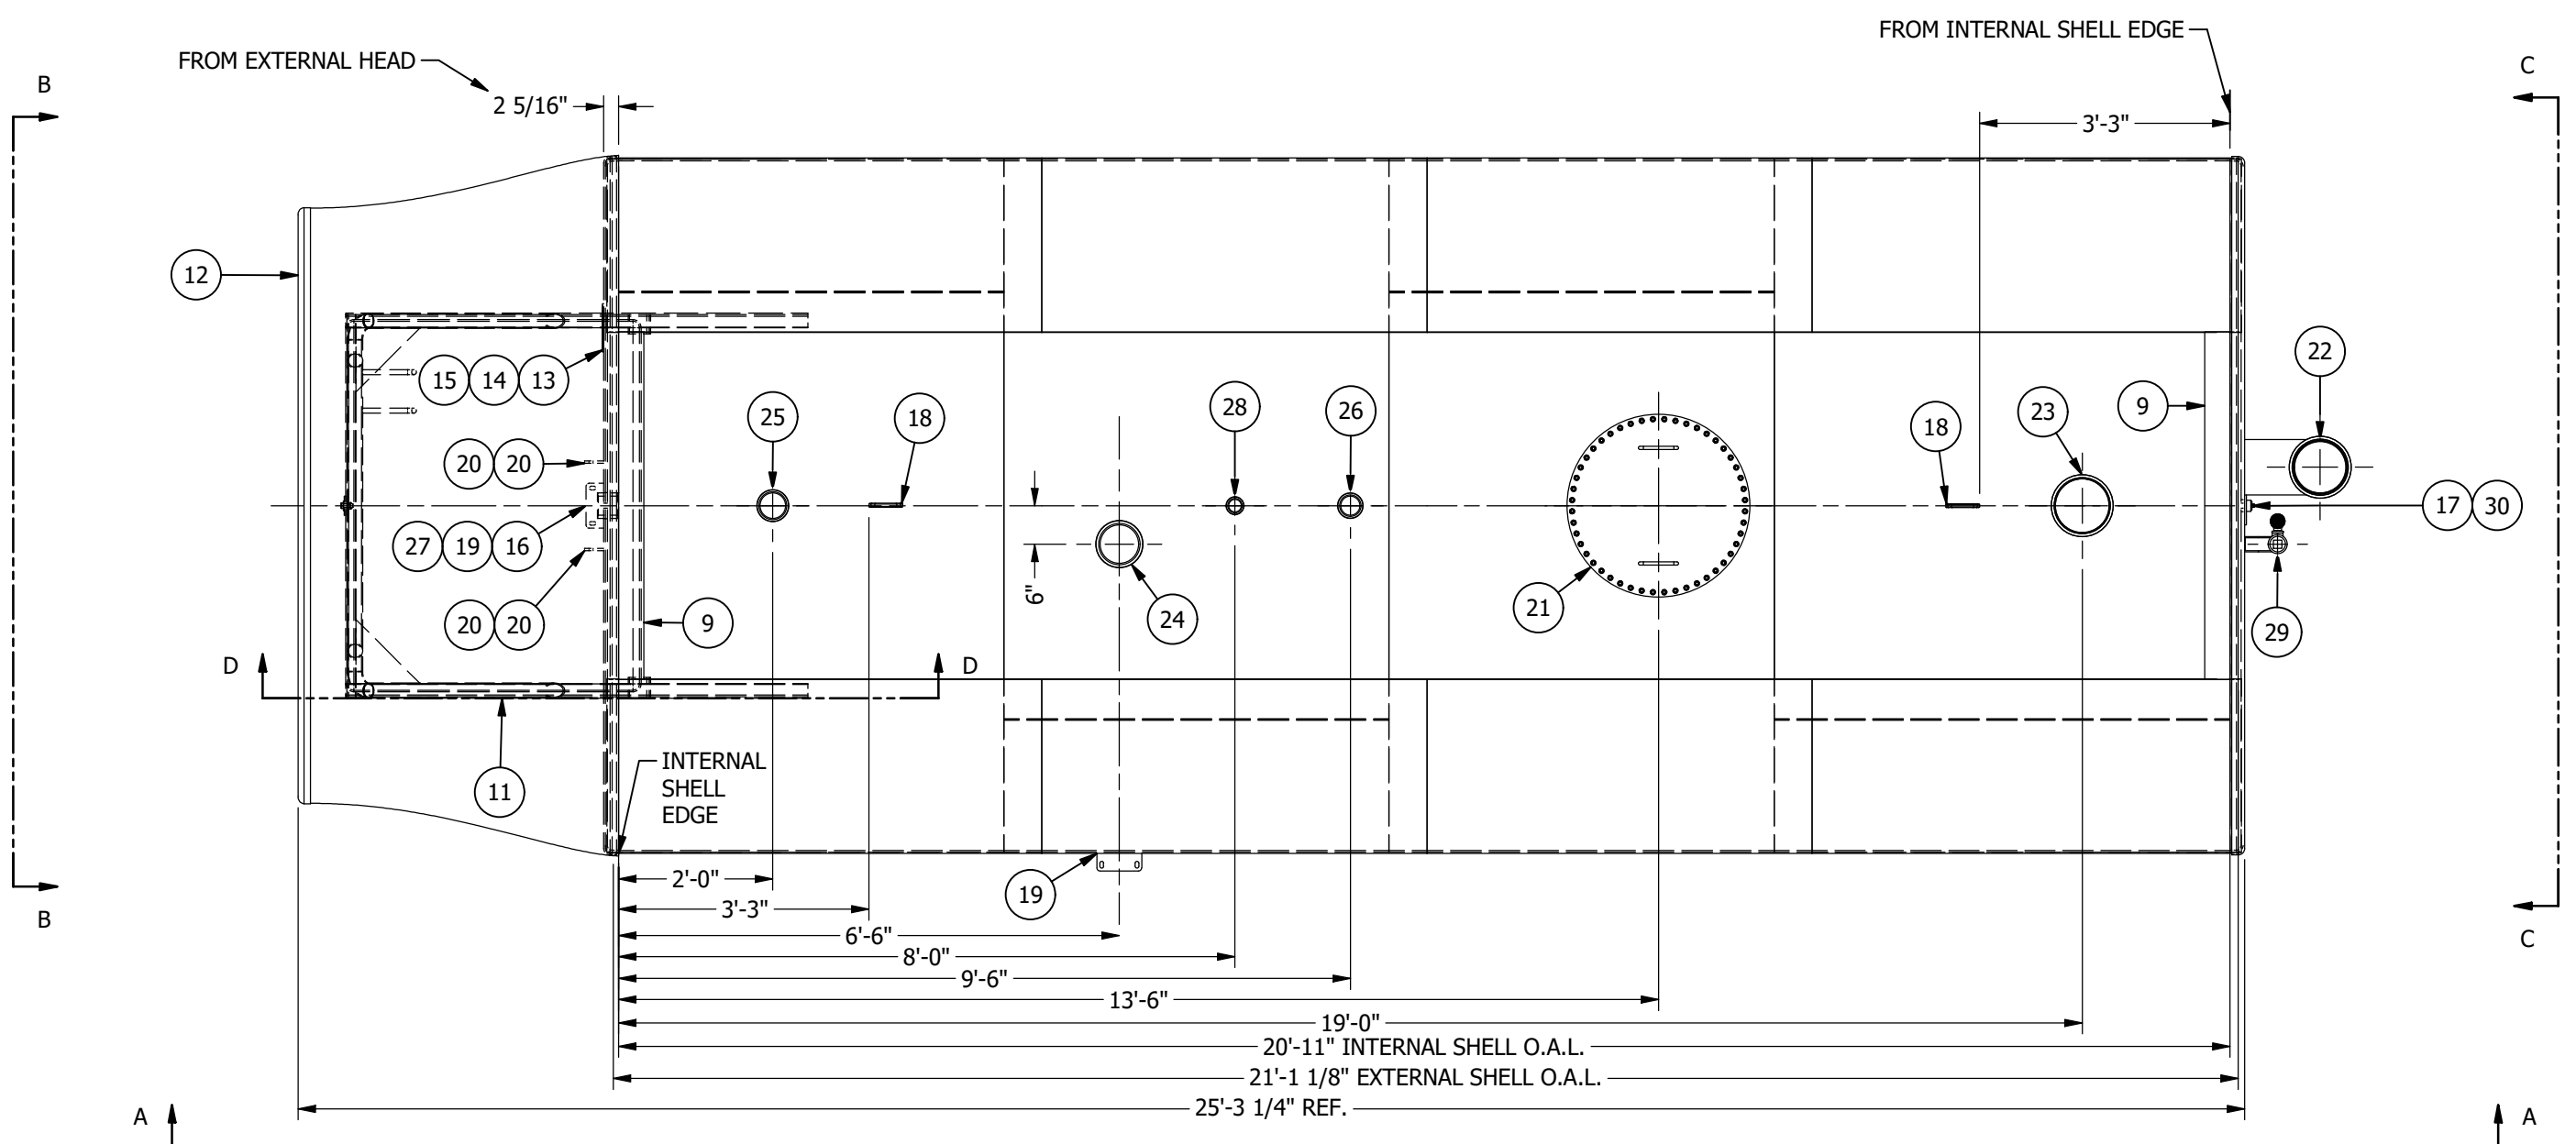 FROM INTERNAL SHELL EDGE
FROM EXTERNAL HEAD
B
C
2 5/16"
3'-3"
12
22
15
14
13
25
18
28
26
18
23
9
20
20
17
30
27
19
16
6"
21
24
20
20
9
29
D
D
11
INTERNAL
SHELL
EDGE
2'-0"
19
3'-3"
B
C
6'-6"
8'-0"
9'-6"
13'-6"
19'-0"
20'-11" INTERNAL SHELL O.A.L.
21'-1 1/8" EXTERNAL SHELL O.A.L.
25'-3 1/4" REF.
A
A